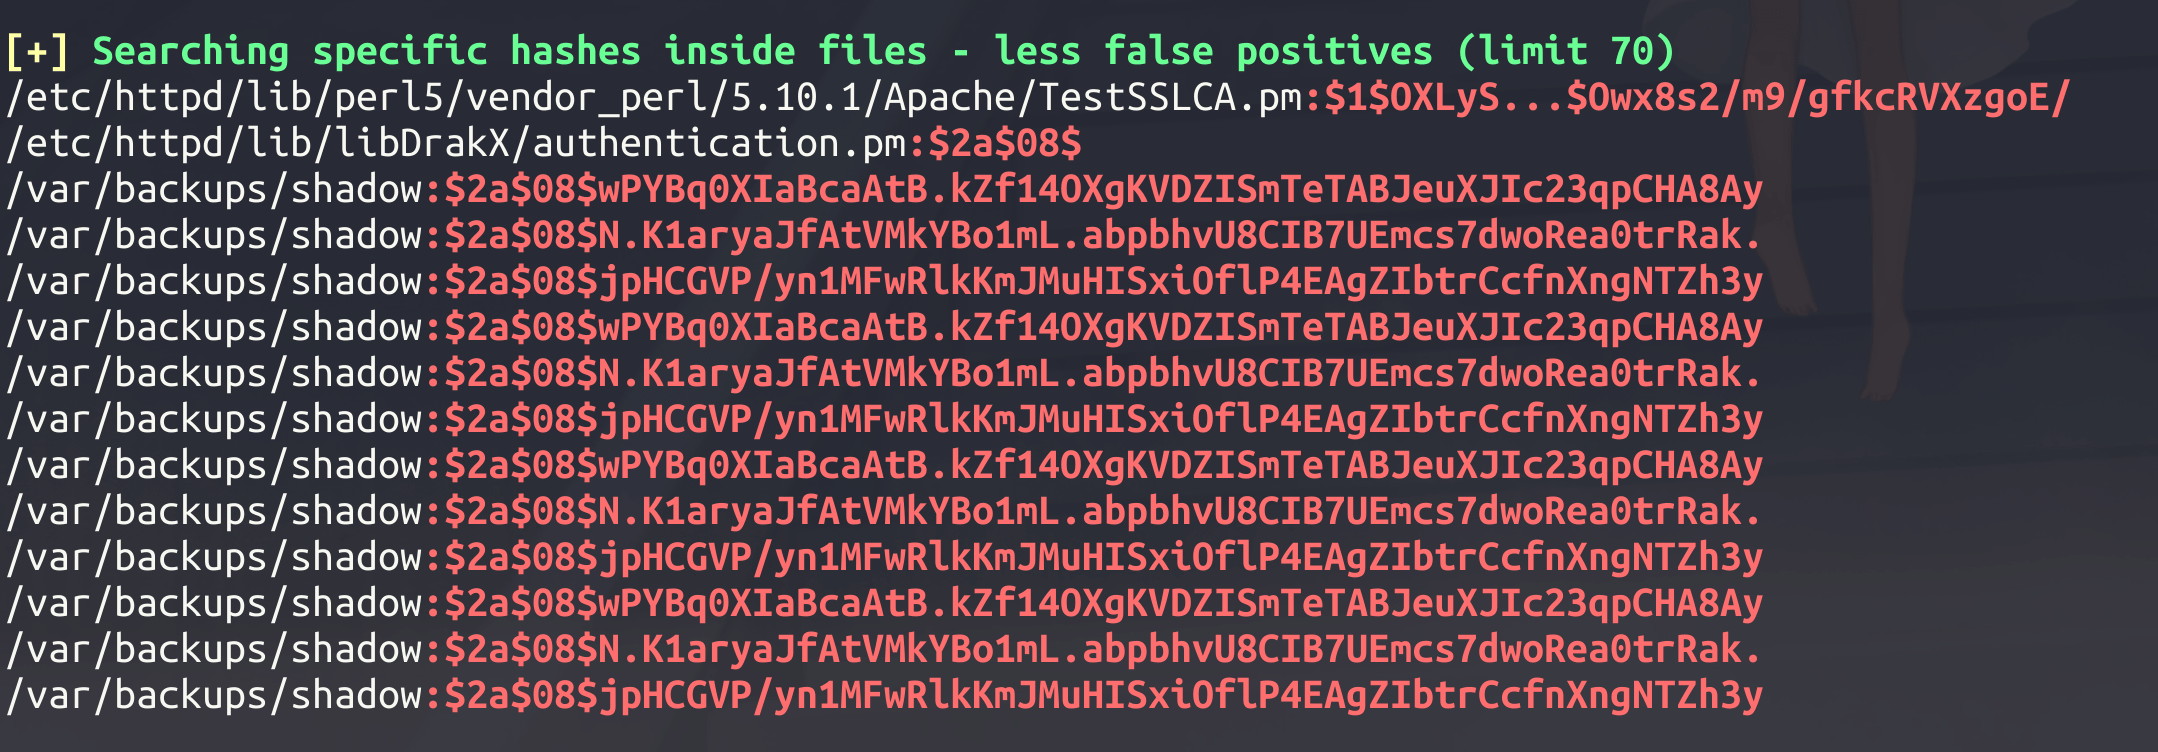 [+] Searching specific hashes inside files - less false positives (limit 70)
/etc/httpd/lib/perl5/vendor_perl/5.10.1/Apache/TestSSLCA.pm:$1$OXLyS...$Owx8s2/m9/gfkcRVXzgoE/
/etc/httpd/lib/libDrakX/authentication.pm:$2a$08$
/var/backups/shadow:$2a$08$wPYBq0XIaBcaAtB.kZf14OXgKVDZISmTeTABJeuXJIc23qpCHA8Ay
/var/backups/shadow:$2a$08$N.K1aryaJfAtVMkYBo1mL.abpbhvU8CIB7UEmcs7dwoRea0trRak.
/var/backups/shadow:$2a$08$jpHCGVP/yn1MFwRlkKmJMuHISxiOflP4EAgZIbtrCcfnXngNTZh3y
/var/backups/shadow:$2a$08$wPYBq0XIaBcaAtB.kZf14OXgKVDZISmTeTABJeuXJIc23qpCHA8Ay
/var/backups/shadow:$2a$08$N.K1aryaJfAtVMkYBo1mL.abpbhvU8CIB7UEmcs7dwoRea0trRak.
/var/backups/shadow:$2a$08$jpHCGVP/yn1MFwRlkKmJMuHISxiOflP4EAgZIbtrCcfnXngNTZh3y
/var/backups/shadow:$2a$08$wPYBq0XIaBcaAtB.kZf14OXgKVDZISmTeTABJeuXJIc23qpCHA8Ay
/var/backups/shadow:$2a$08$N.K1aryaJfAtVMkYBo1mL.abpbhvU8CIB7UEmcs7dwoRea0trRak.
/var/backups/shadow:$2a$08$jpHCGVP/yn1MFwRlkKmJMuHISxiOflP4EAgZIbtrCcfnXngNTZh3y
/var/backups/shadow:$2a$08$wPYBq0XIaBcaAtB.kZf14OXgKVDZISmTeTABJeuXJIc23qpCHA8Ay
/var/backups/shadow:$2a$08$N.K1aryaJfAtVMkYBo1mL.abpbhvU8CIB7UEmcs7dwoRea0trRak.
/var/backups/shadow:$2a$08$jpHCGVP/yn1MFwRlkKmJMuHISxiOflP4EAgZIbtrCcfnXngNTZh3y